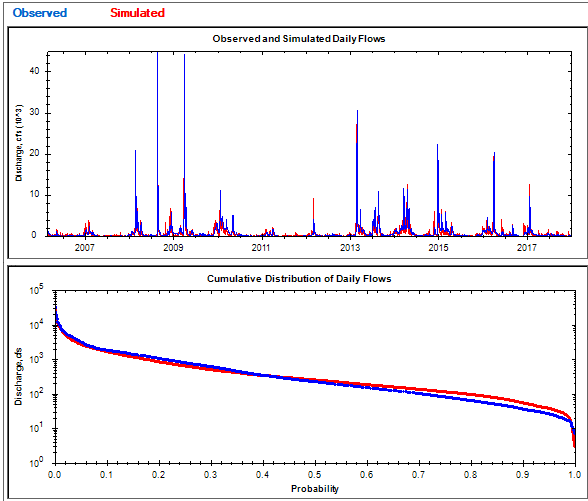 Observed Simulated
Observed and Simulated Daily Flows
Discharge, cfs (10^3)
40
30
20
10
0
2007 2009 2011 2013 2015 2017
Cumulative Distribution of Daily Flows
Discharge, cfs
10^5
10^4
10^3
10^2
10^1
10^0
0.0 0.1 0.2 0.3 0.4 0.5 0.6 0.7 0.8 0.9 1.0
Probability